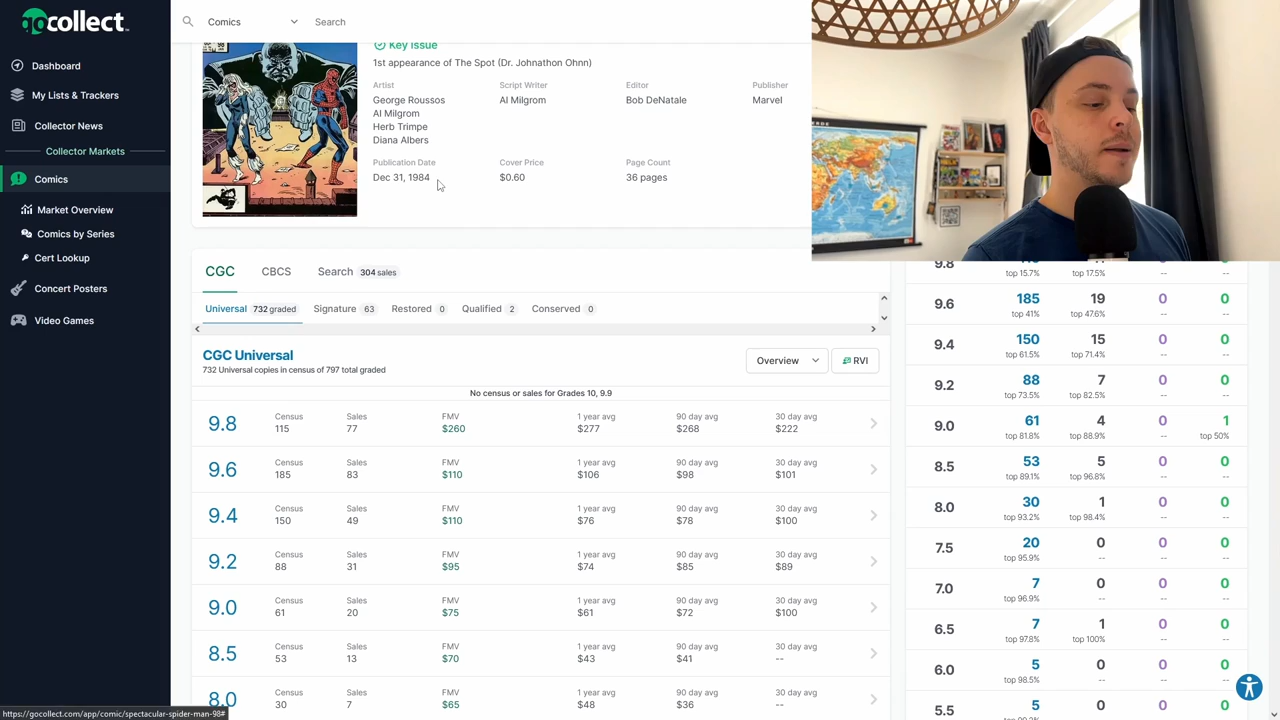 gocollect™
Comics
Search
Dashboard
My Lists & Trackers
Collector News
Collector Markets
Comics
Market Overview
Comics by Series
Cert Lookup
Concert Posters
Video Games
Key Issue
1st appearance of The Spot (Dr. Johnathon Ohnn)
Artist
George Roussos
Al Milgrom
Herb Trimpe
Diana Albers
Script Writer
Al Milgrom
Editor
Bob DeNatale
Publisher
Marvel
Publication Date
Dec 31, 1984
Cover Price
$0.60
Page Count
36 pages
CGC CBCS Search 304 sales
Universal 732 graded Signature 63 Restored 0 Qualified 2 Conserved 0
CGC Universal
732 Universal copies in census of 797 total graded
Overview RVI
No census or sales for Grades 10, 9.9
9.8 Census 115 Sales 77 FMV $260 1 year avg $277 90 day avg $268 30 day avg $222
9.6 Census 185 Sales 83 FMV $110 1 year avg $106 90 day avg $98 30 day avg $101
9.4 Census 150 Sales 49 FMV $110 1 year avg $76 90 day avg $78 30 day avg $100
9.2 Census 88 Sales 31 FMV $95 1 year avg $74 90 day avg $85 30 day avg $89
9.0 Census 61 Sales 20 FMV $75 1 year avg $61 90 day avg $72 30 day avg $100
8.5 Census 53 Sales 13 FMV $70 1 year avg $43 90 day avg $41 30 day avg --
8.0 Census 30 Sales 7 FMV $65 1 year avg $48 90 day avg $36 30 day avg --
9.8
top 15.7% top 17.5% -- --
9.6 185 19 0 0
top 41% top 47.6% -- --
9.4 150 15 0 0
top 61.5% top 71.4% -- --
9.2 88 7 0 0
top 73.5% top 82.5% -- --
9.0 61 4 0 1
top 81.8% top 88.9% -- top 50%
8.5 53 5 0 0
top 89.1% top 96.8% -- --
8.0 30 1 0 0
top 93.2% top 98.4% -- --
7.5 20 0 0 0
top 95.9% -- -- --
7.0 7 0 0 0
top 96.9% -- -- --
6.5 7 1 0 0
top 97.8% top 100% -- --
6.0 5 0 0 0
top 98.5% -- -- --
5.5 5 0 0 0
https://gocollect.com/app/comic/spectacular-spider-man-98#